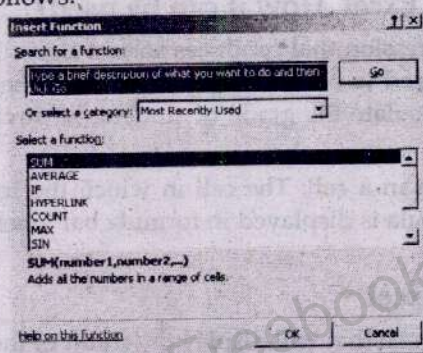 ollows.
Insert Function ? ×
Search for a function:
Type a brief description of what you want to do and then
click Go
Go
Or select a category: Most Recently Used
Select a function:
SUM
AVERAGE
IF
HYPERLINK
COUNT
MAX
SIN
SUM(number1,number2,...)
Adds all the numbers in a range of cells.
Help on this function
OK
Cancel